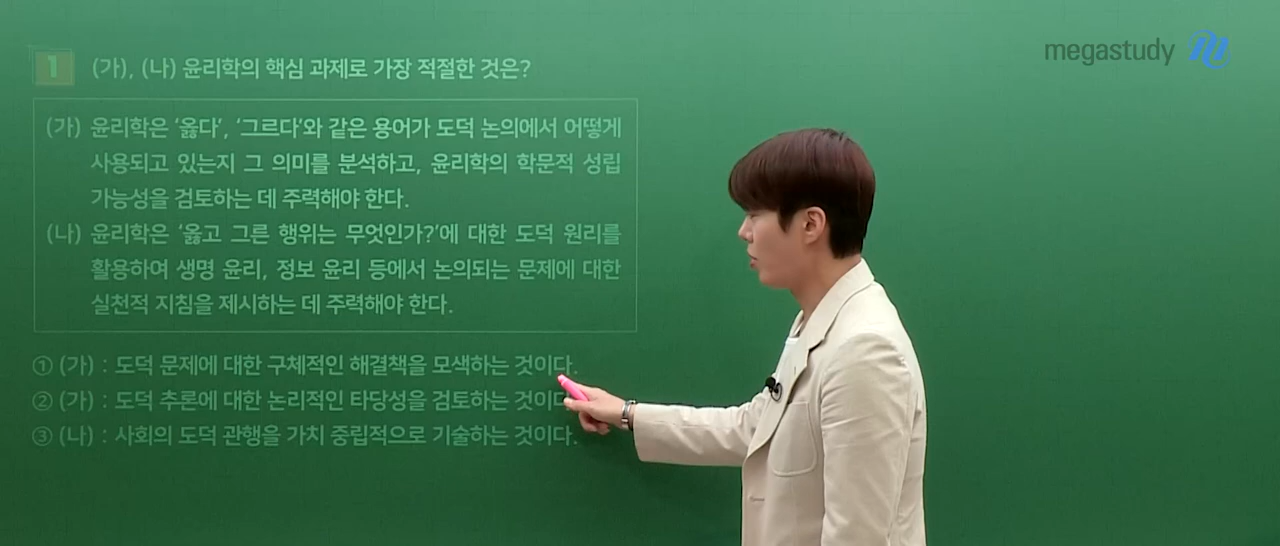 megastudy
1 (가), (나) 윤리학의 핵심 과제로 가장 적절한 것은?
(가) 윤리학은 ‘옳다’, ‘그르다’와 같은 용어가 도덕 논의에서 어떻게
사용되고 있는지 그 의미를 분석하고, 윤리학의 학문적 성립
가능성을 검토하는 데 주력해야 한다.
(나) 윤리학은 ‘옳고 그른 행위는 무엇인가?’에 대한 도덕 원리를
활용하여 생명 윤리, 정보 윤리 등에서 논의되는 문제에 대한
실천적 지침을 제시하는 데 주력해야 한다.
① (가) : 도덕 문제에 대한 구체적인 해결책을 모색하는 것이다.
② (가) : 도덕 추론에 대한 논리적인 타당성을 검토하는 것이다
③ (나) : 사회의 도덕 관행을 가치 중립적으로 기술하는 것이다.